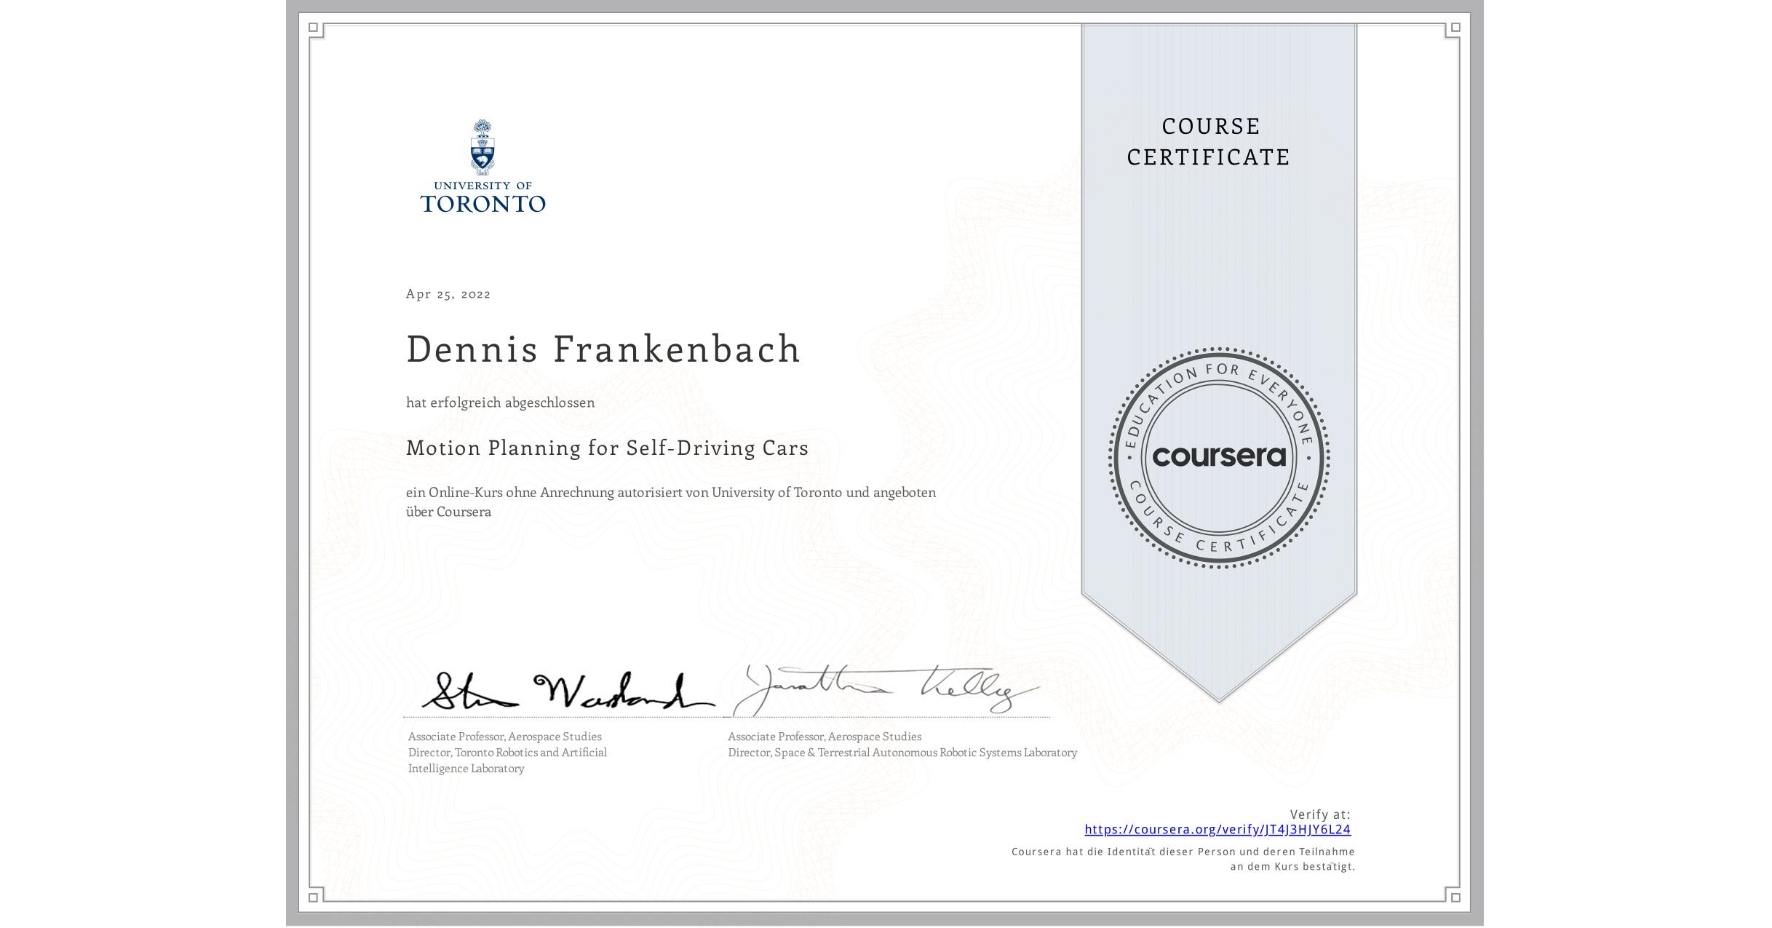 UNIVERSITY OF
TORONTO
COURSE
CERTIFICATE
Apr 25, 2022
Dennis Frankenbach
hat erfolgreich abgeschlossen
Motion Planning for Self-Driving Cars
ein Online-Kurs ohne Anrechnung autorisiert von University of Toronto und angeboten
über Coursera
EDUCATION FOR EVERYONE
coursera
COURSE CERTIFICATE
Associate Professor, Aerospace Studies
Director, Toronto Robotics and Artificial
Intelligence Laboratory
Jonathan Kelly
Associate Professor, Aerospace Studies
Director, Space & Terrestrial Autonomous Robotic Systems Laboratory
Verify at:
https://coursera.org/verify/JT4J3HJY6L24
Coursera hat die Identität dieser Person und deren Teilnahme
an dem Kurs bestätigt.